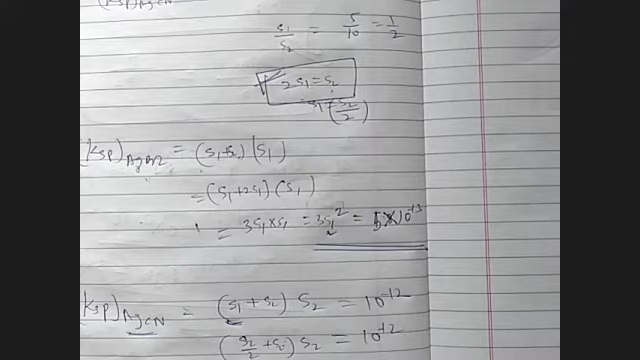 (Ksp)AgCN
s1/s2 = 5/10 = 1/2
2s1 = s2
s1 = s2/2)
(Ksp)AgBr = (s1+s2) (s1)
= (s1+2s1) (s1)
= 3s1×s1 = 3s1² = 5×10-13
(Ksp)AgCN = (s1+s2) s2 = 10-12
(s2/2 + s2) s2 = 10-12